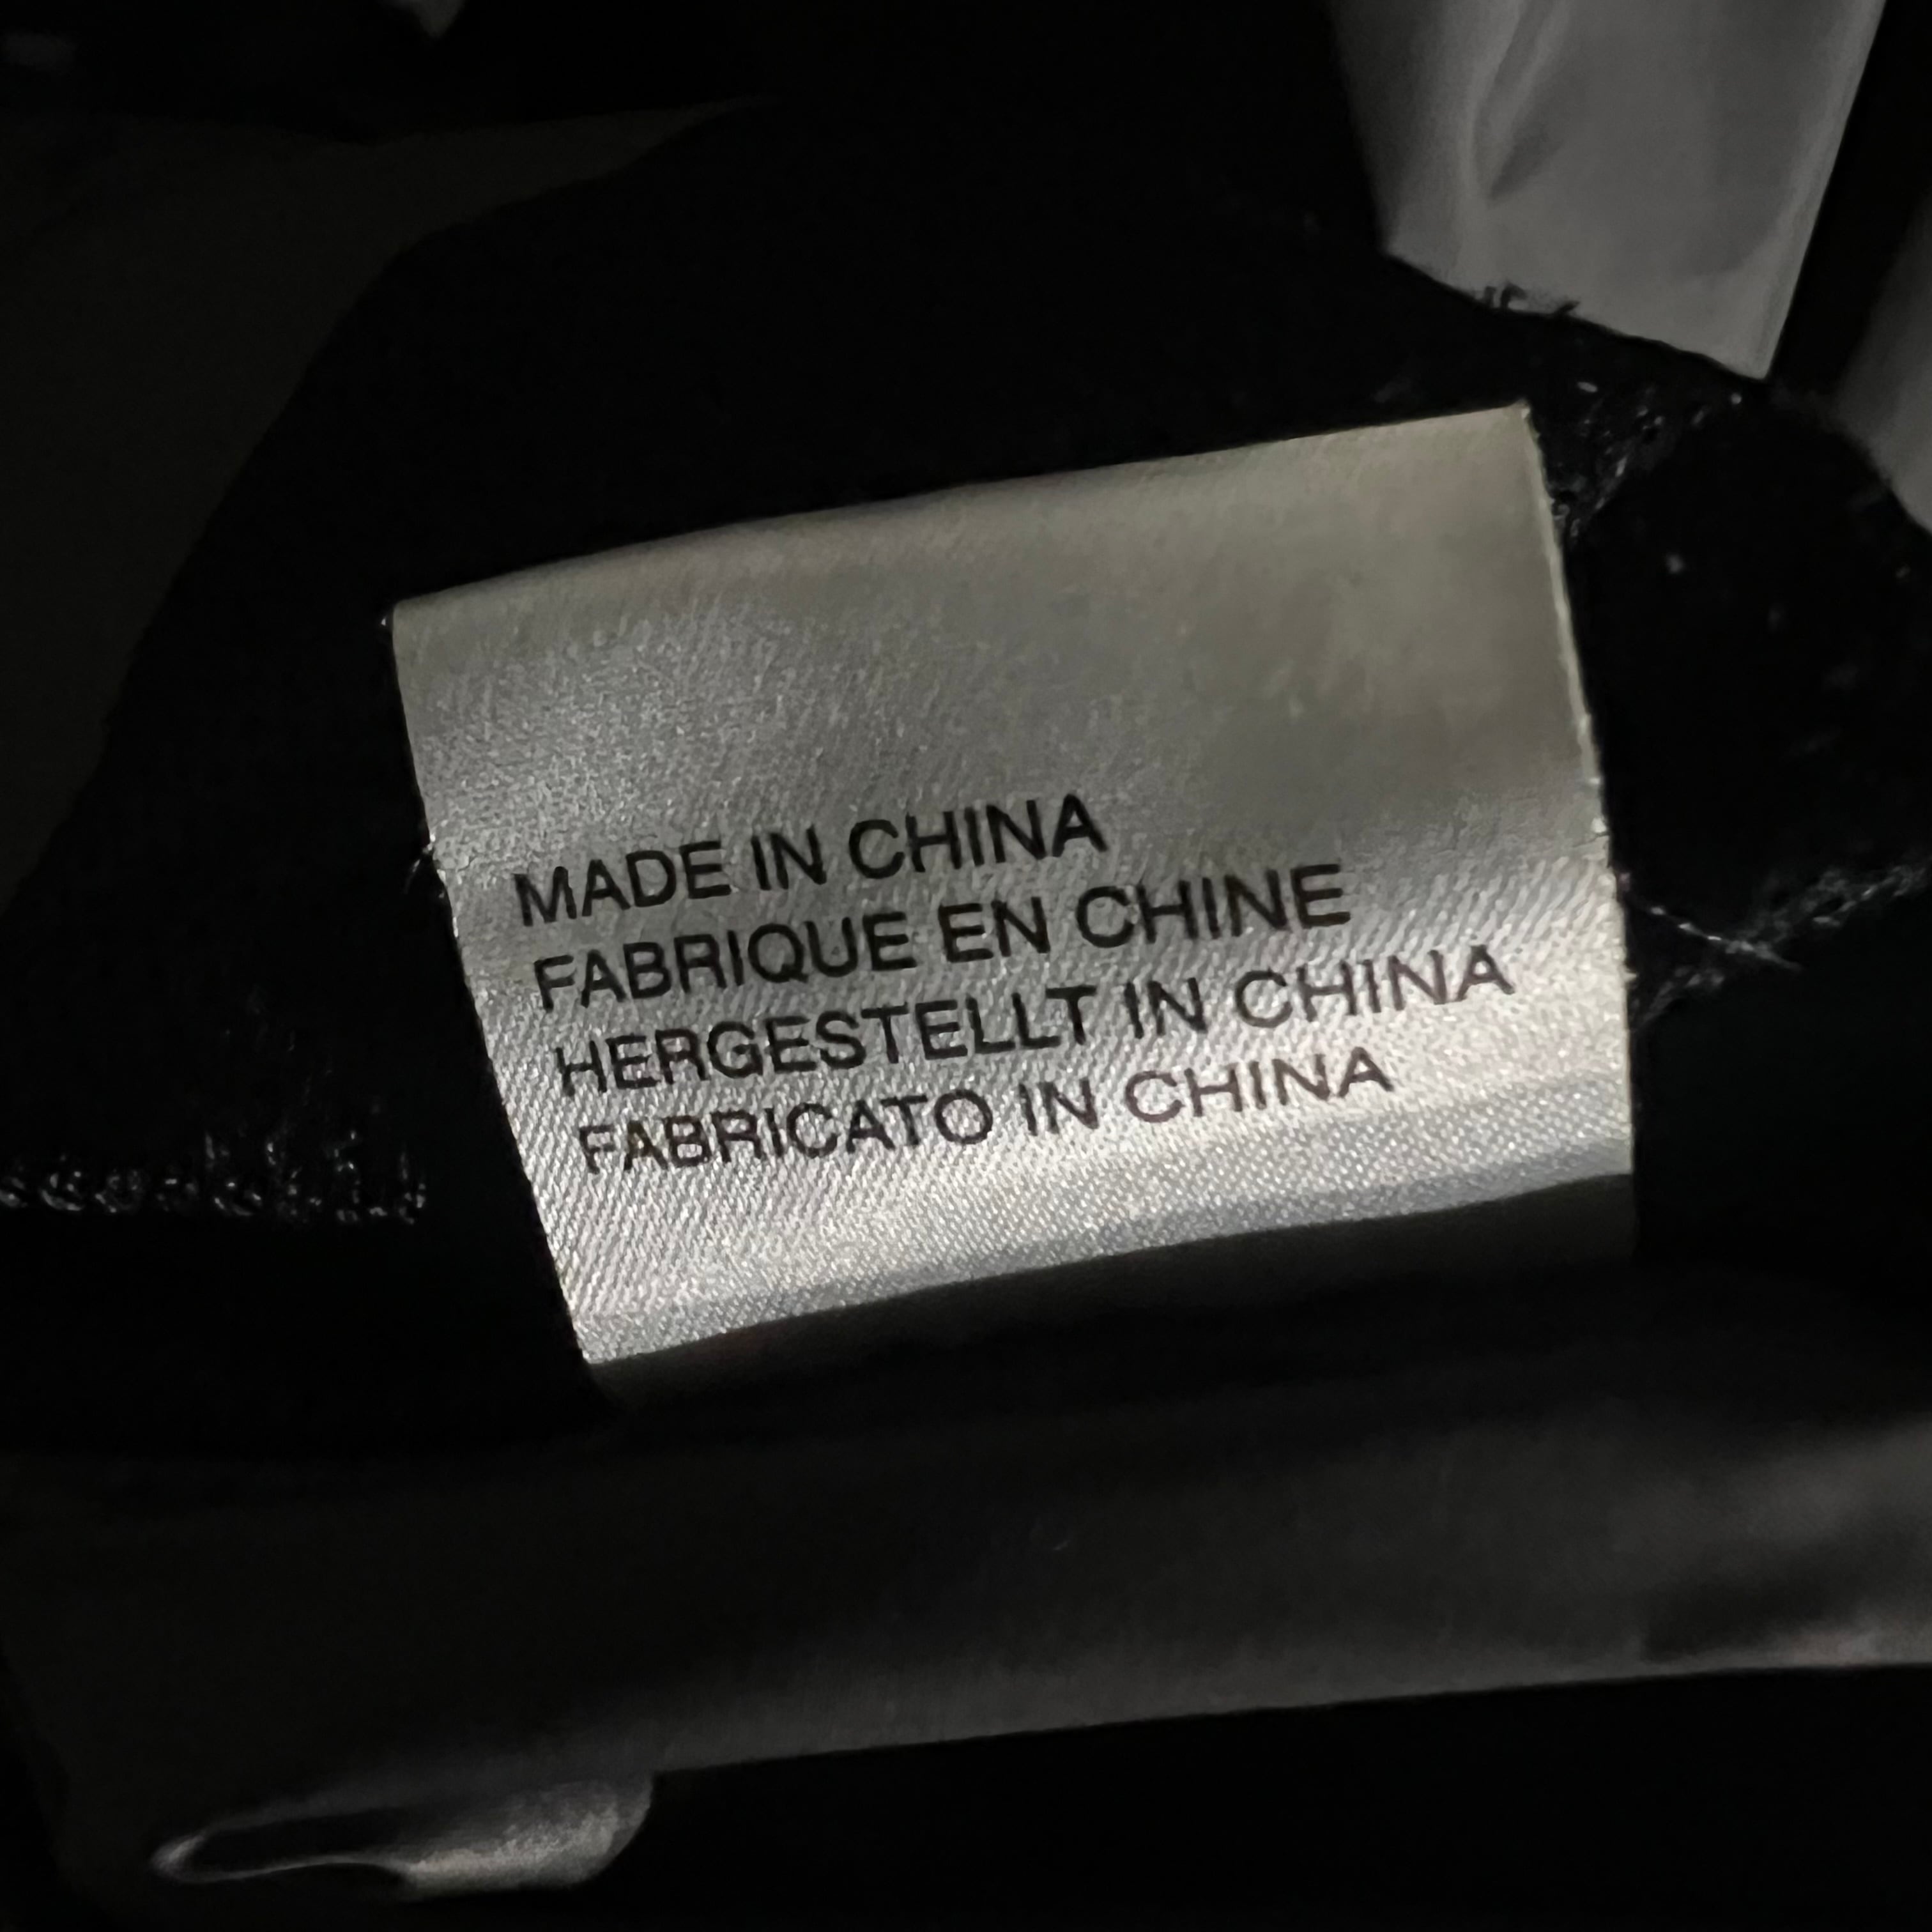 MADE IN CHINA
FABRIQUE EN CHINE
HERGESTELLT IN CHINA
FABRICATO IN CHINA